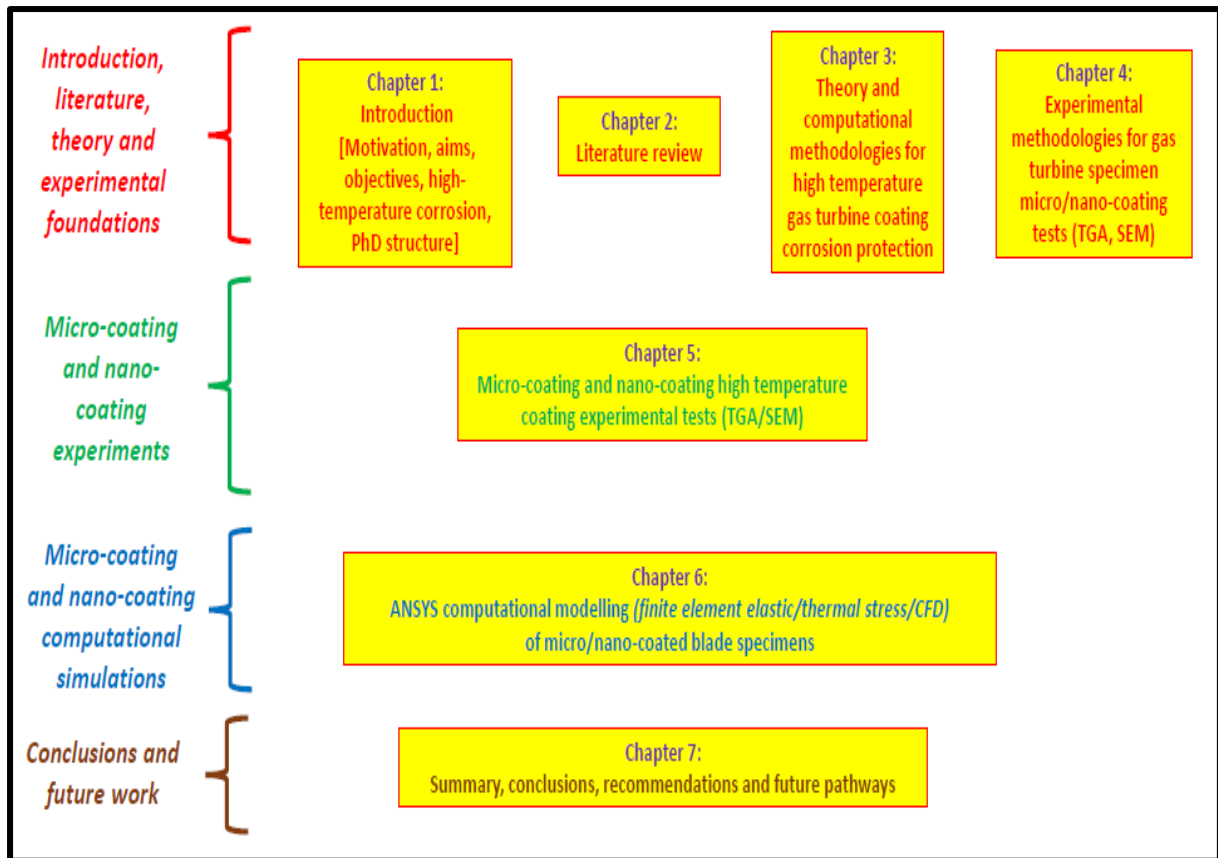 Introduction,
literature,
theory and
experimental
foundations
Chapter 1:
Introduction
[Motivation, aims,
objectives, high-
temperature corrosion,
PhD structure]
Chapter 2:
Literature review
Chapter 3:
Theory and
computational
methodologies for
high temperature
gas turbine coating
corrosion protection
Chapter 4:
Experimental
methodologies for gas
turbine specimen
micro/nano-coating
tests (TGA, SEM)
Micro-coating
and nano-
coating
experiments
Chapter 5:
Micro-coating and nano-coating high temperature
coating experimental tests (TGA/SEM)
Micro-coating
and nano-coating
computational
simulations
Chapter 6:
ANSYS computational modelling (finite element elastic/thermal stress/CFD)
of micro/nano-coated blade specimens
Conclusions and
future work
Chapter 7:
Summary, conclusions, recommendations and future pathways